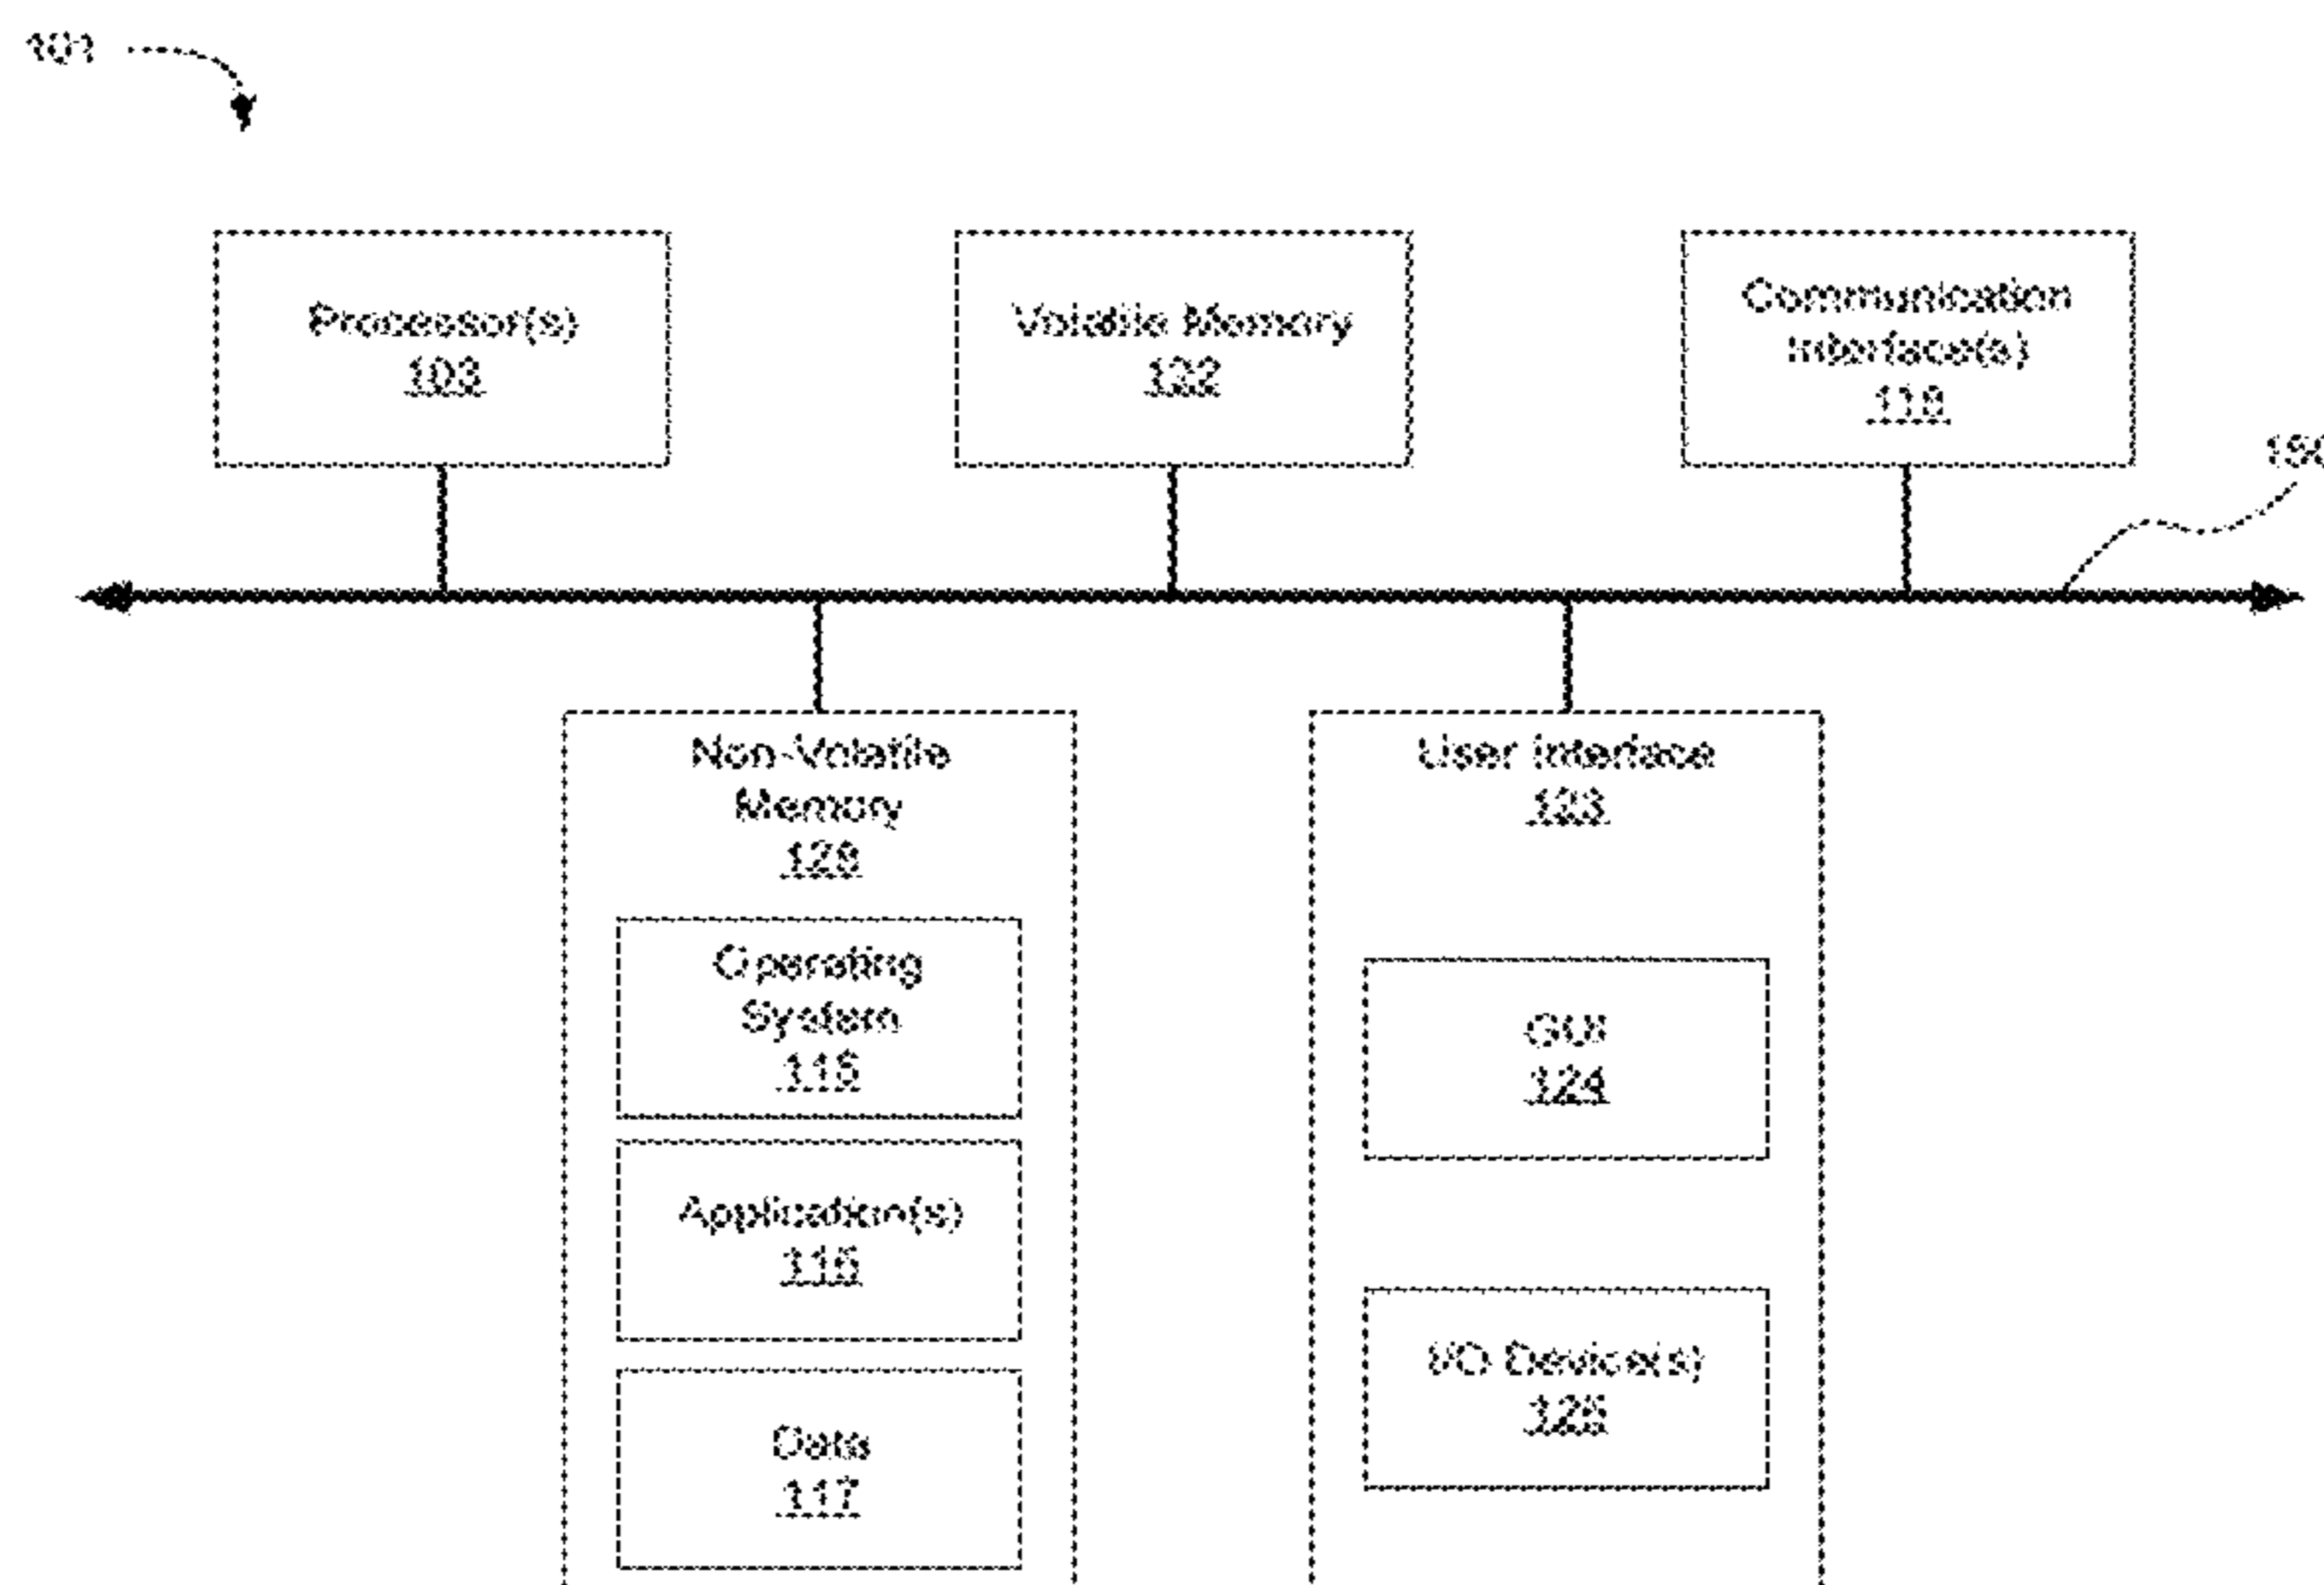 101
Processor(s)
103
Volatile Memory
122
Communication
Interface(s)
118
Non-Volatile
Memory
128
User Interface
123
Operating
System
115
GUI
124
Application(s)
116
I/O Device(s)
Data
117